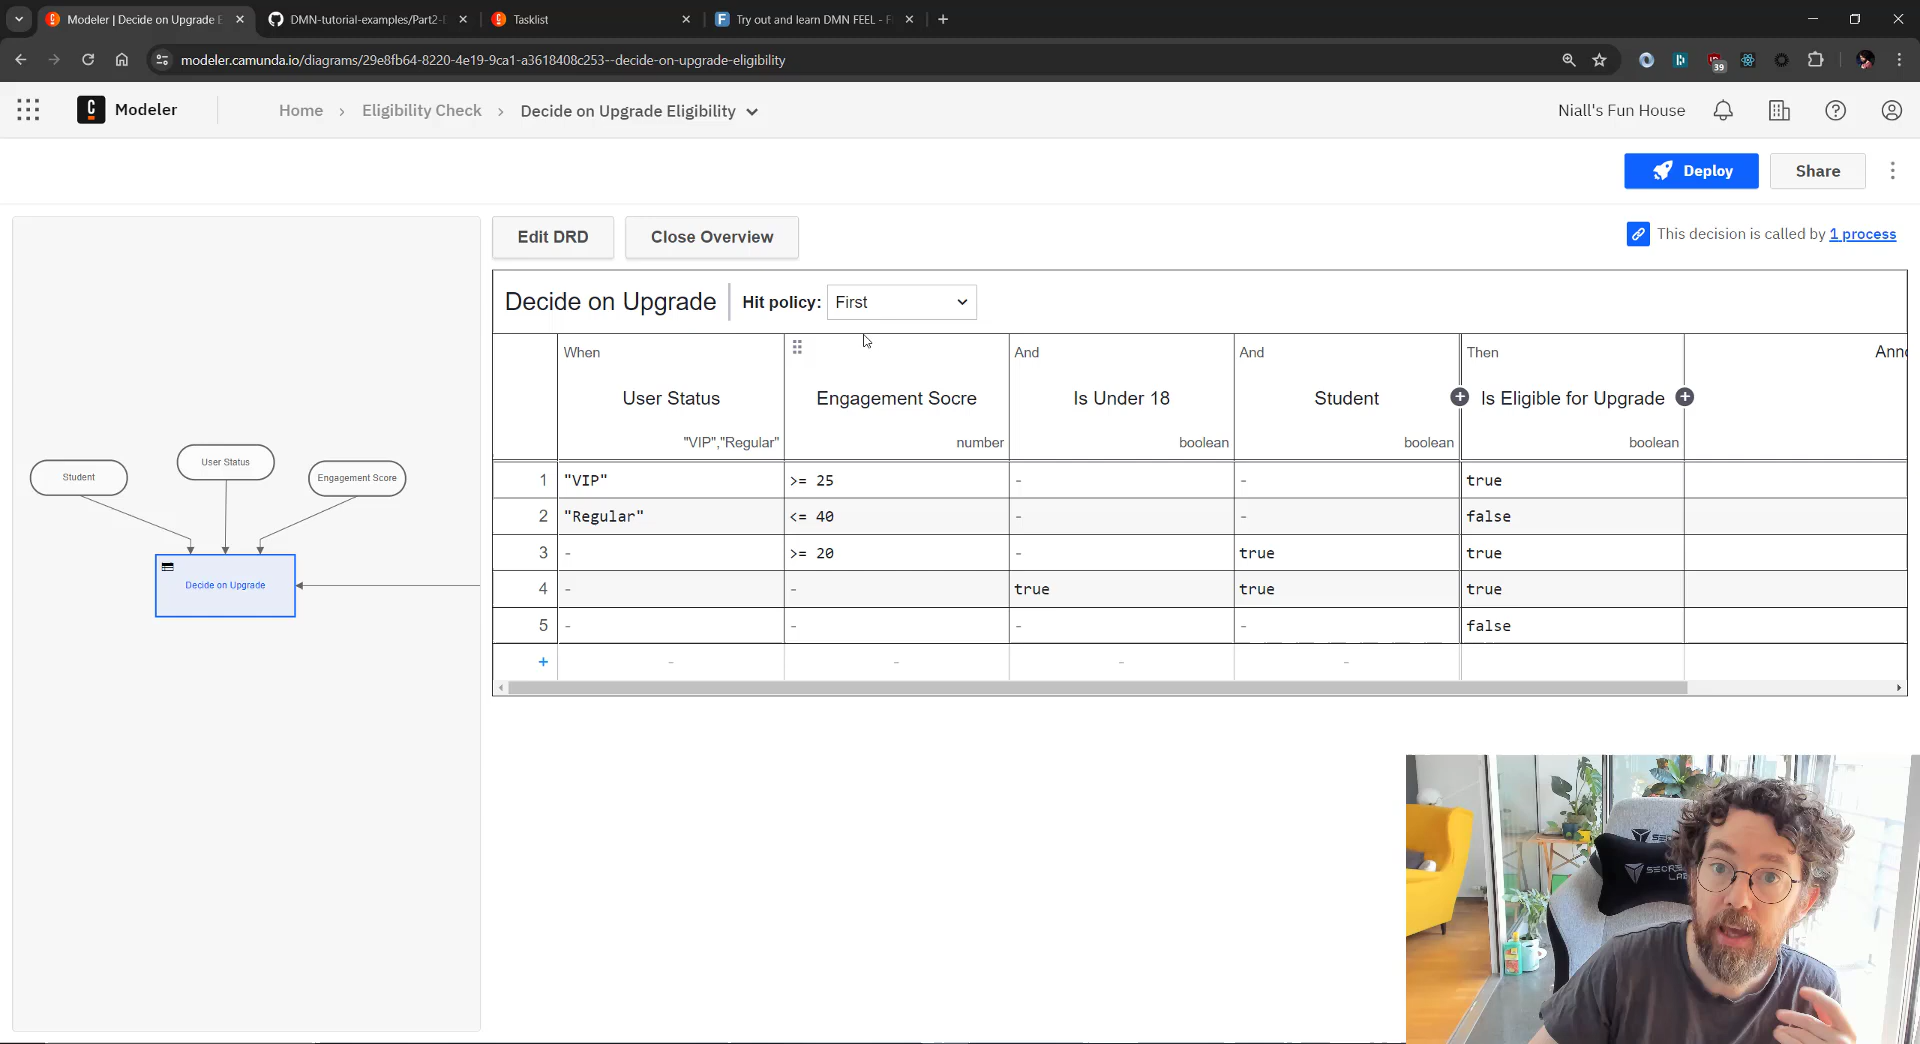 Modeler | Decide on Upgrade E
DMN-tutorial-examples/Part2-D
Tasklist
Try out and learn DMN FEEL - F
modeler.camunda.io/diagrams/29e8fb64-8220-4e19-9ca1-a3618408c253--decide-on-upgrade-eligibility
39
Modeler
Home > Eligibility Check > Decide on Upgrade Eligibility
Niall's Fun House
Deploy
Share
Edit DRD
Close Overview
This decision is called by 1 process
Decide on Upgrade
Hit policy: First
When
And
And
Then
Anno
User Status
Engagement Socre
Is Under 18
Student
Is Eligible for Upgrade
"VIP","Regular"
number
boolean
boolean
boolean
1 "VIP" >= 25 - - true
2 "Regular" <= 40 - - false
3 - >= 20 - true true
4 - - true true true
5 - - - - false
+ - - - -
Student
User Status
Engagement Score
Decide on Upgrade